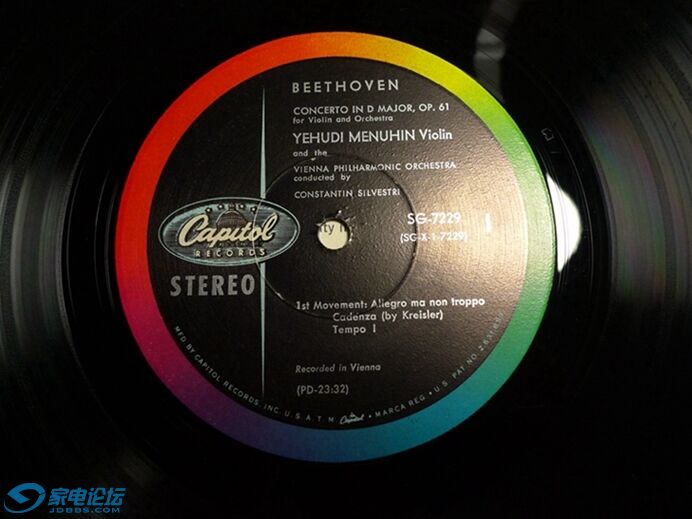 BEETHOVEN
CONCERTO IN D MAJOR, OP. 61
for Violin and Orchestra
YEHUDI MENUHIN Violin
and the
VIENNA PHILHARMONIC ORCHESTRA
conducted by
CONSTANTIN SILVESTRI
SG-7229 1
(SG-X-1-7229)
Capitol
RECORDS
STEREO
1st Movement: Allegro ma non troppo
Cadenza (by Kreisler)
Tempo I
Recorded in Vienna
(PD-23:32)
MFD. BY CAPITOL RECORDS, INC. U.S.A. T.M. Capitol MARCA REG. • U.S. PAT. NO.
家电论坛
JDBBS.COM